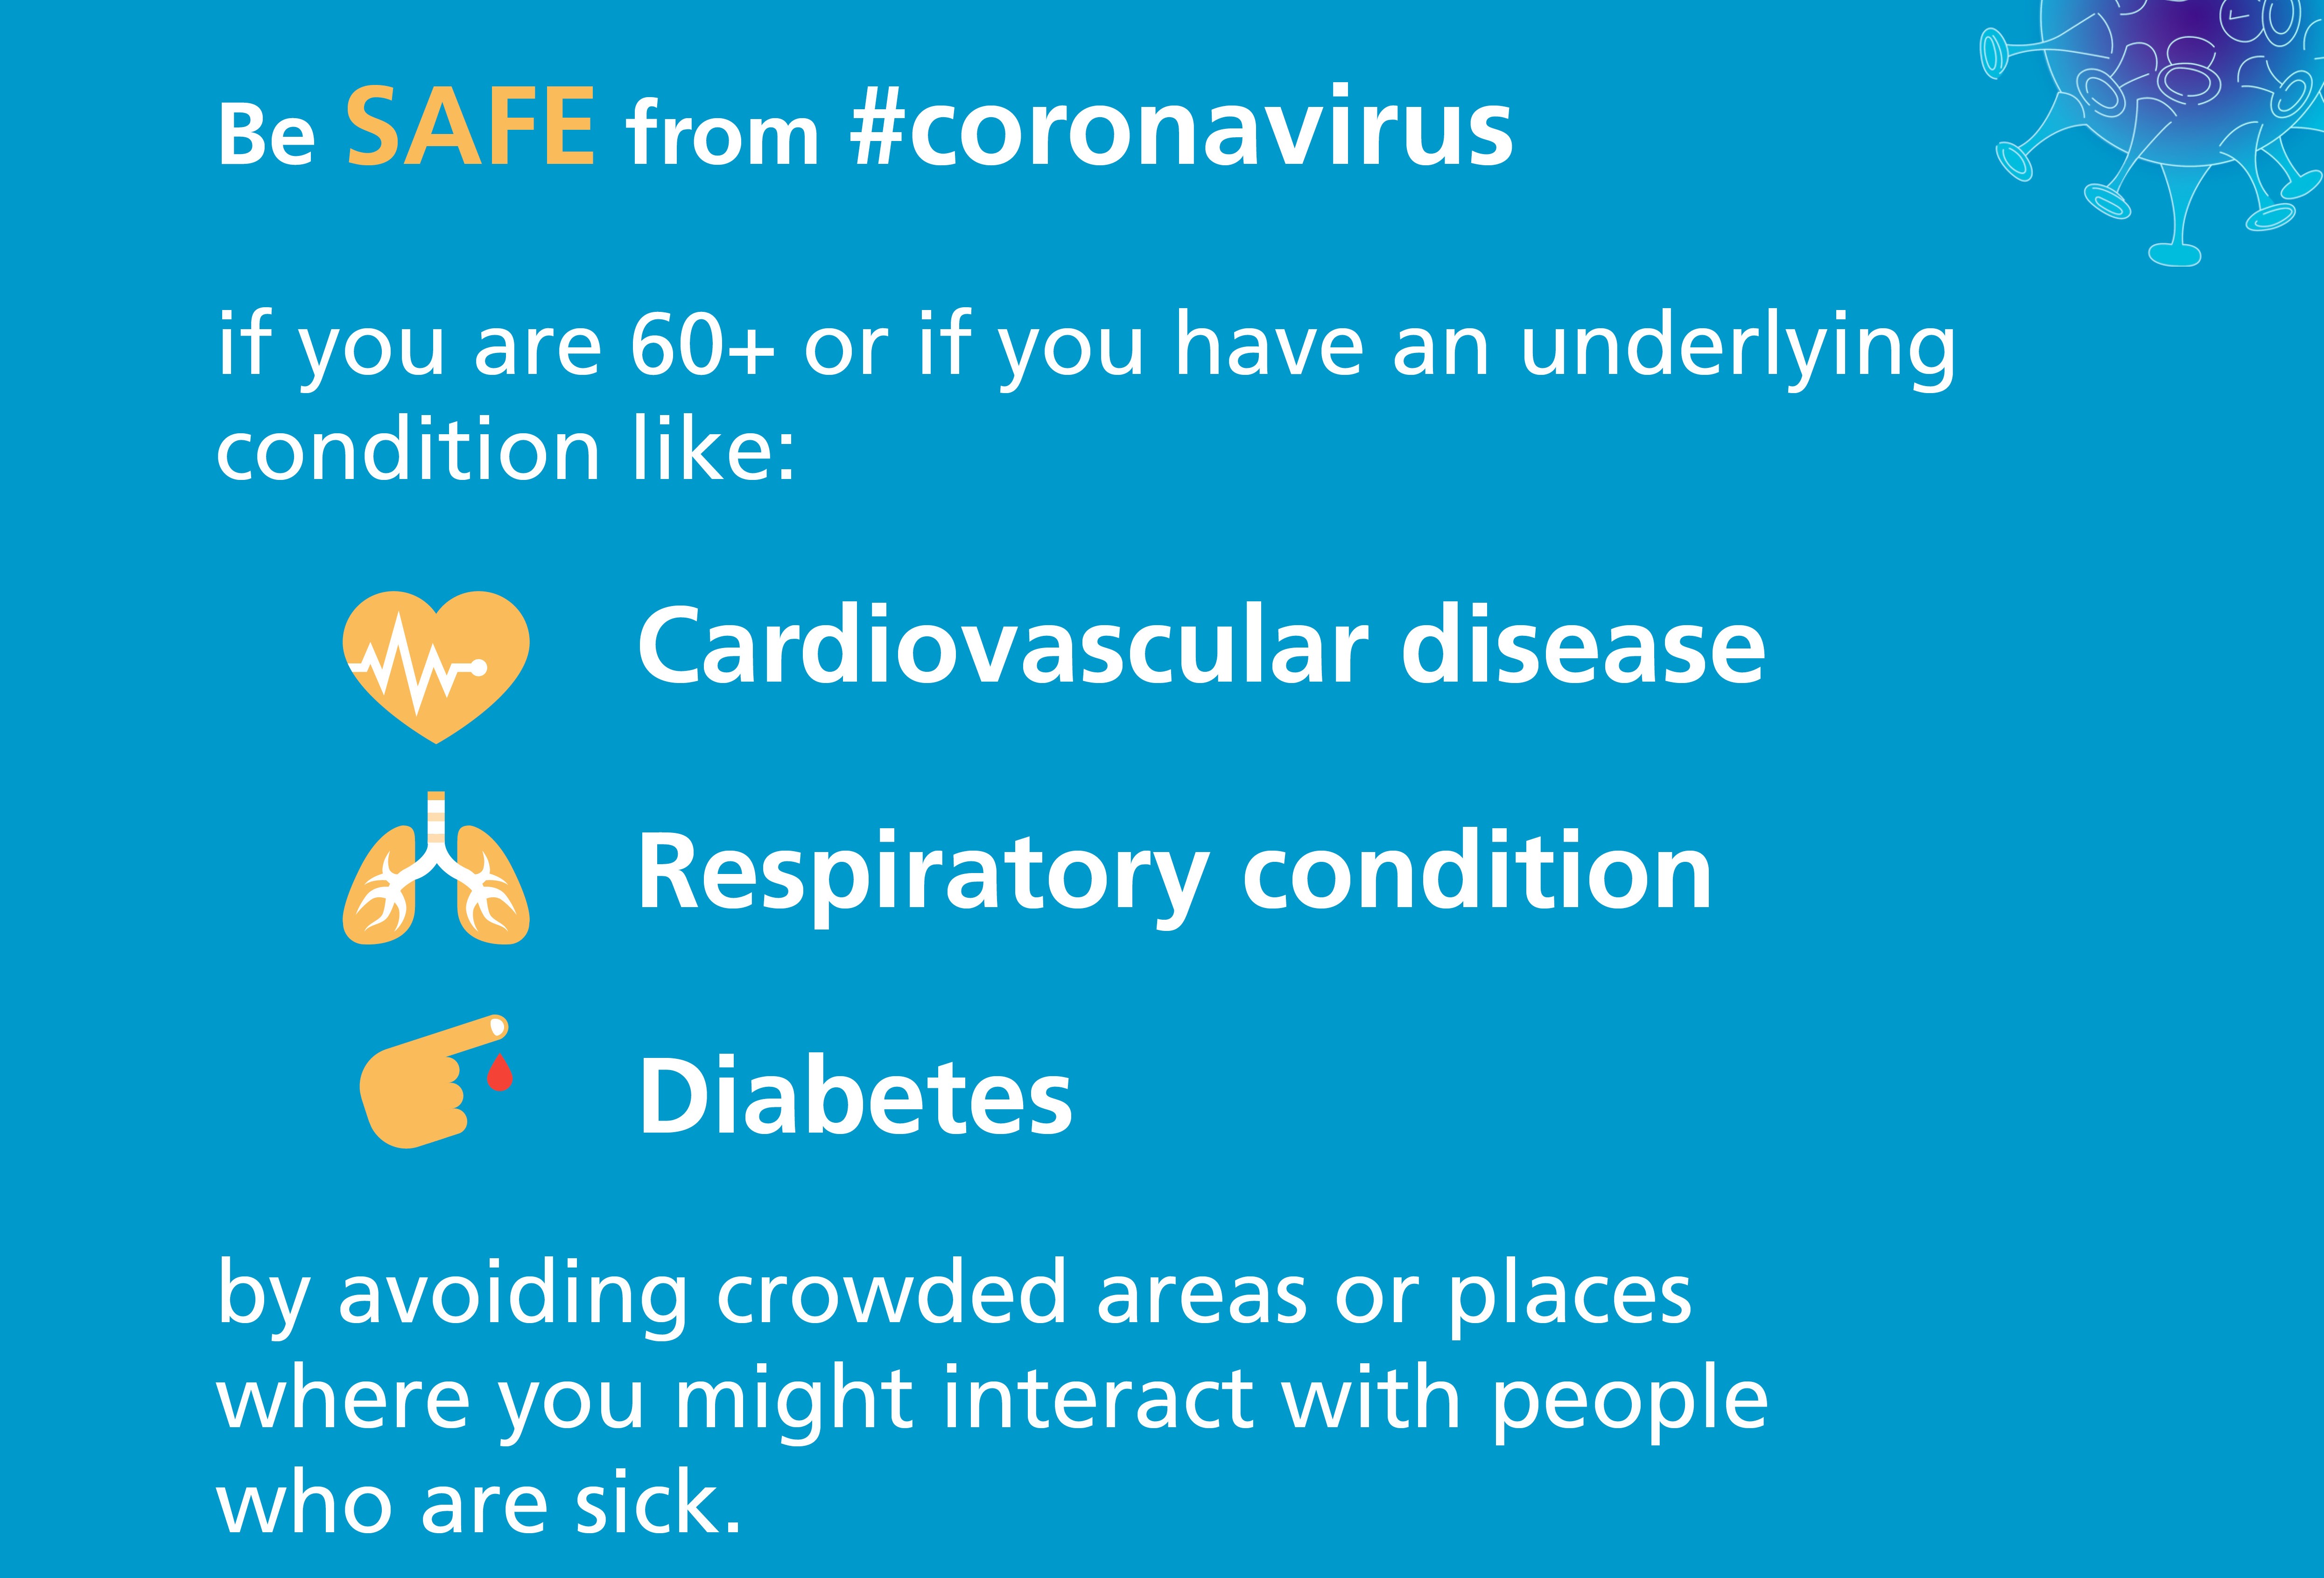 Be SAFE from #coronavirus
if you are 60+ or if you have an underlying
condition like:
Cardiovascular disease
Respiratory condition
Diabetes
by avoiding crowded areas or places
where you might interact with people
who are sick.